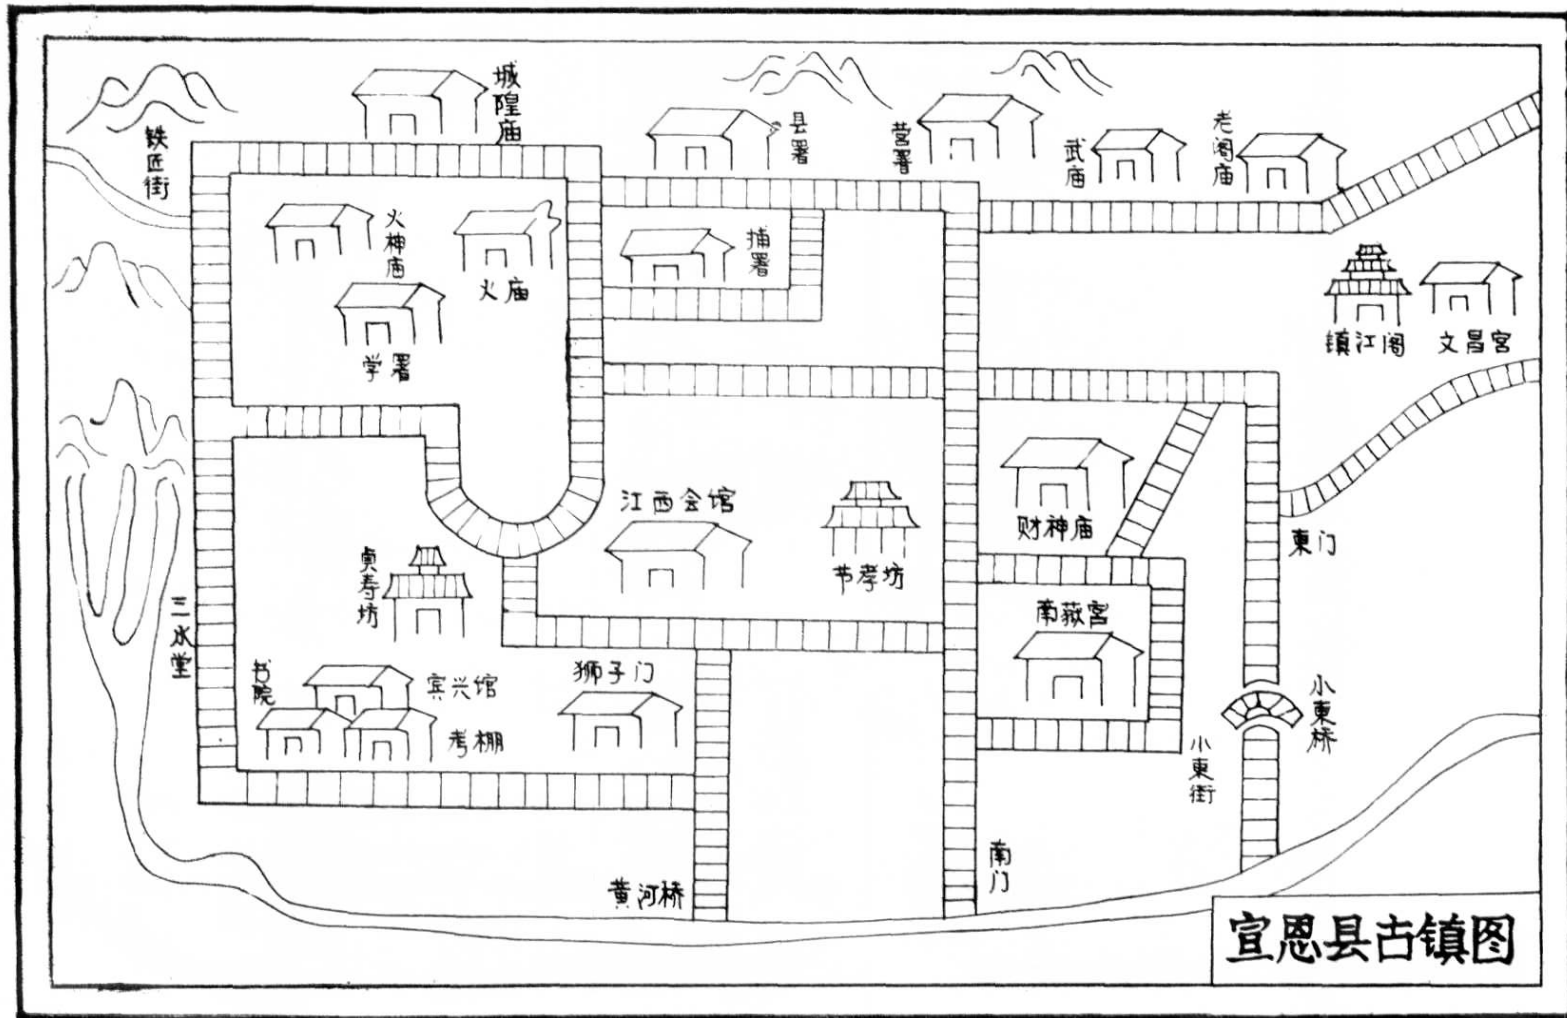 城隍庙
铁匠街
县署
营署
武庙
老阁庙
火神庙
火庙
捕署
学署
镇江阁
文昌宫
江西会馆
财神庙
東门
贞寿坊
节孝坊
三水堂
南嶽宫
书院
宾兴馆
狮子门
考棚
小東桥
小東街
黄河桥
南门
宣恩县古镇图